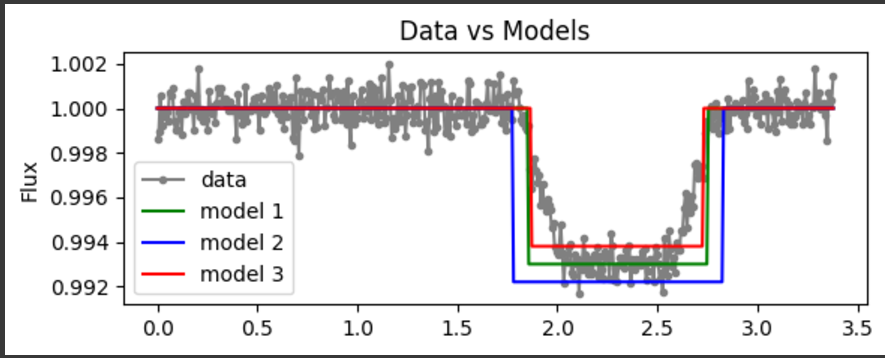 Data vs Models
Flux
1.002
1.000
0.998
0.996
0.994
0.992
data
model 1
model 2
model 3
0.0 0.5 1.0 1.5 2.0 2.5 3.0 3.5